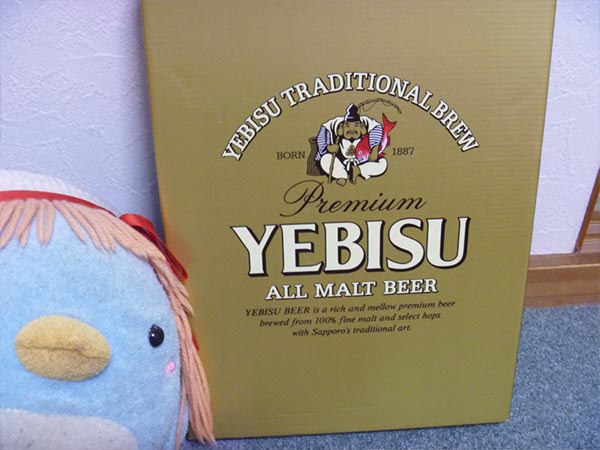 YEBISU TRADITIONAL BREW
BORN 1887
Premium
YEBISU
ALL MALT BEER
YEBISU BEER is a rich and mellow premium beer
brewed from 100% fine malt and select hops
with Sapporo's traditional art.